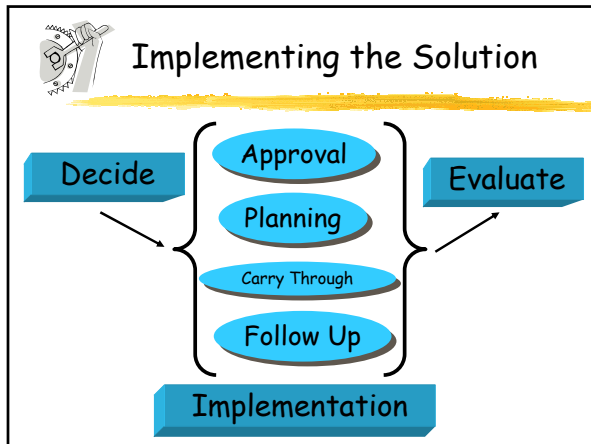 Implementing the Solution
Decide
Approval
Planning
Carry Through
Follow Up
Evaluate
Implementation